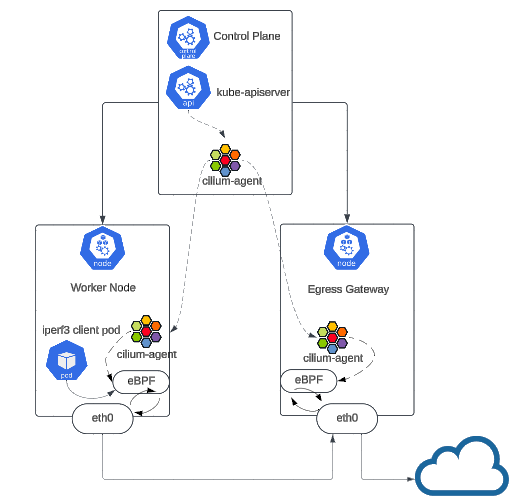 control
plane
Control Plane
api
kube-apiserver
cilium-agent
node
Worker Node
iperf3 client pod
pod
cilium-agent
eBPF
eth0
node
Egress Gateway
cilium-agent
eBPF
eth0